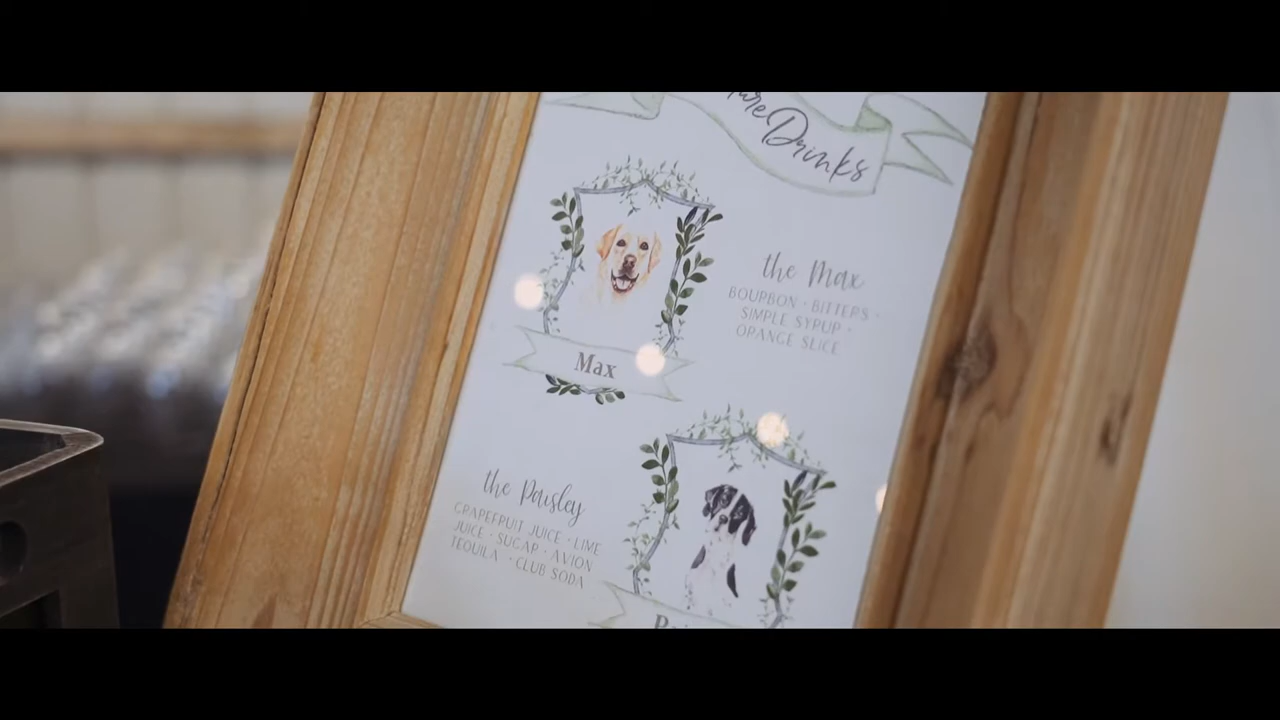 Drinks
the Max
BOURBON · BITTERS ·
SIMPLE SYRUP ·
ORANGE SLICE
Max
the Paisley
GRAPEFRUIT JUICE · LIME
JUICE · SUGAR · AVION
TEQUILA · CLUB SODA